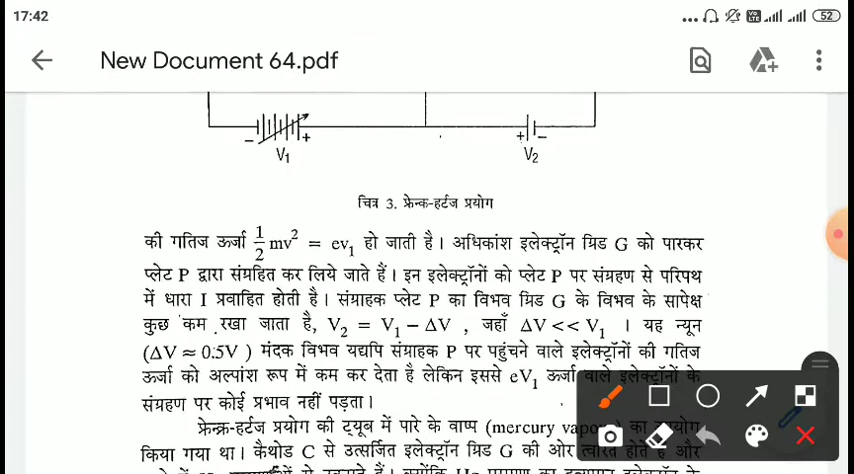 17:42
52
New Document 64.pdf
- +
V1
+ -
V2
चित्र 3. फ्रेन्क-हर्टज प्रयोग
की गतिज ऊर्जा 1/2 mv² = ev₁ हो जाती है। अधिकांश इलेक्ट्रॉन ग्रिड G को पारकर
प्लेट P द्वारा संग्रहित कर लिये जाते हैं। इन इलेक्ट्रॉनों को प्लेट P पर संग्रहण से परिपथ
में धारा I प्रवाहित होती है। संग्राहक प्लेट P का विभव ग्रिड G के विभव के सापेक्ष
कुछ कम रखा जाता है, V₂ = V₁ − ΔV , जहाँ ΔV << V₁ । यह न्यून
(ΔV ≈ 0.5V ) मंदक विभव यद्यपि संग्राहक P पर पहुंचने वाले इलेक्ट्रॉनों की गतिज
ऊर्जा को अल्पांश रूप में कम कर देता है लेकिन इससे eV₁ ऊर्जा वाले इलेक्ट्रॉनों के
संग्रहण पर कोई प्रभाव नहीं पड़ता।
फ्रेन्क-हर्टज प्रयोग की ट्यूब में पारे के वाष्प (mercury का
किया गया था। कैथोड C से उत्सर्जित इलेक्ट्रॉन ग्रिड G की ओर त्वरित होते हैं और